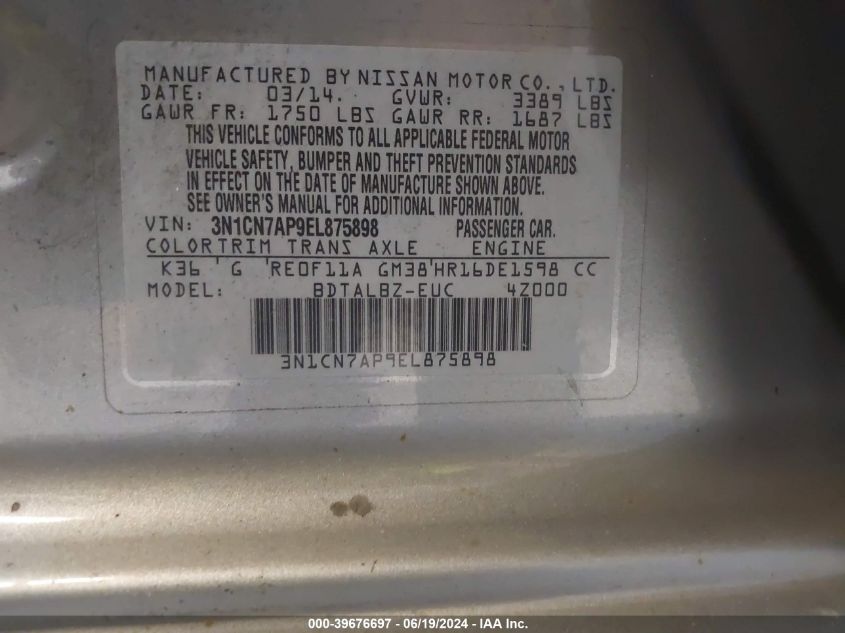 MANUFACTURED BY NISSAN MOTOR CO., LTD.
DATE: 03/14. GVWR: 3389 LBS
GAWR FR: 1750 LBS GAWR RR: 1687 LBS
THIS VEHICLE CONFORMS TO ALL APPLICABLE FEDERAL MOTOR
VEHICLE SAFETY, BUMPER AND THEFT PREVENTION STANDARDS
IN EFFECT ON THE DATE OF MANUFACTURE SHOWN ABOVE.
SEE OWNER'S MANUAL FOR ADDITIONAL INFORMATION.
VIN: 3N1CN7AP9EL875898 PASSENGER CAR.
COLOR TRIM TRANS AXLE ENGINE
K36 'G 'RE0F11A GM38'HR16DE1598 CC
MODEL: BDTALBZ-EUC 4Z000
3N1CN7AP9EL875898
000-39676697 - 06/19/2024 - IAA Inc.